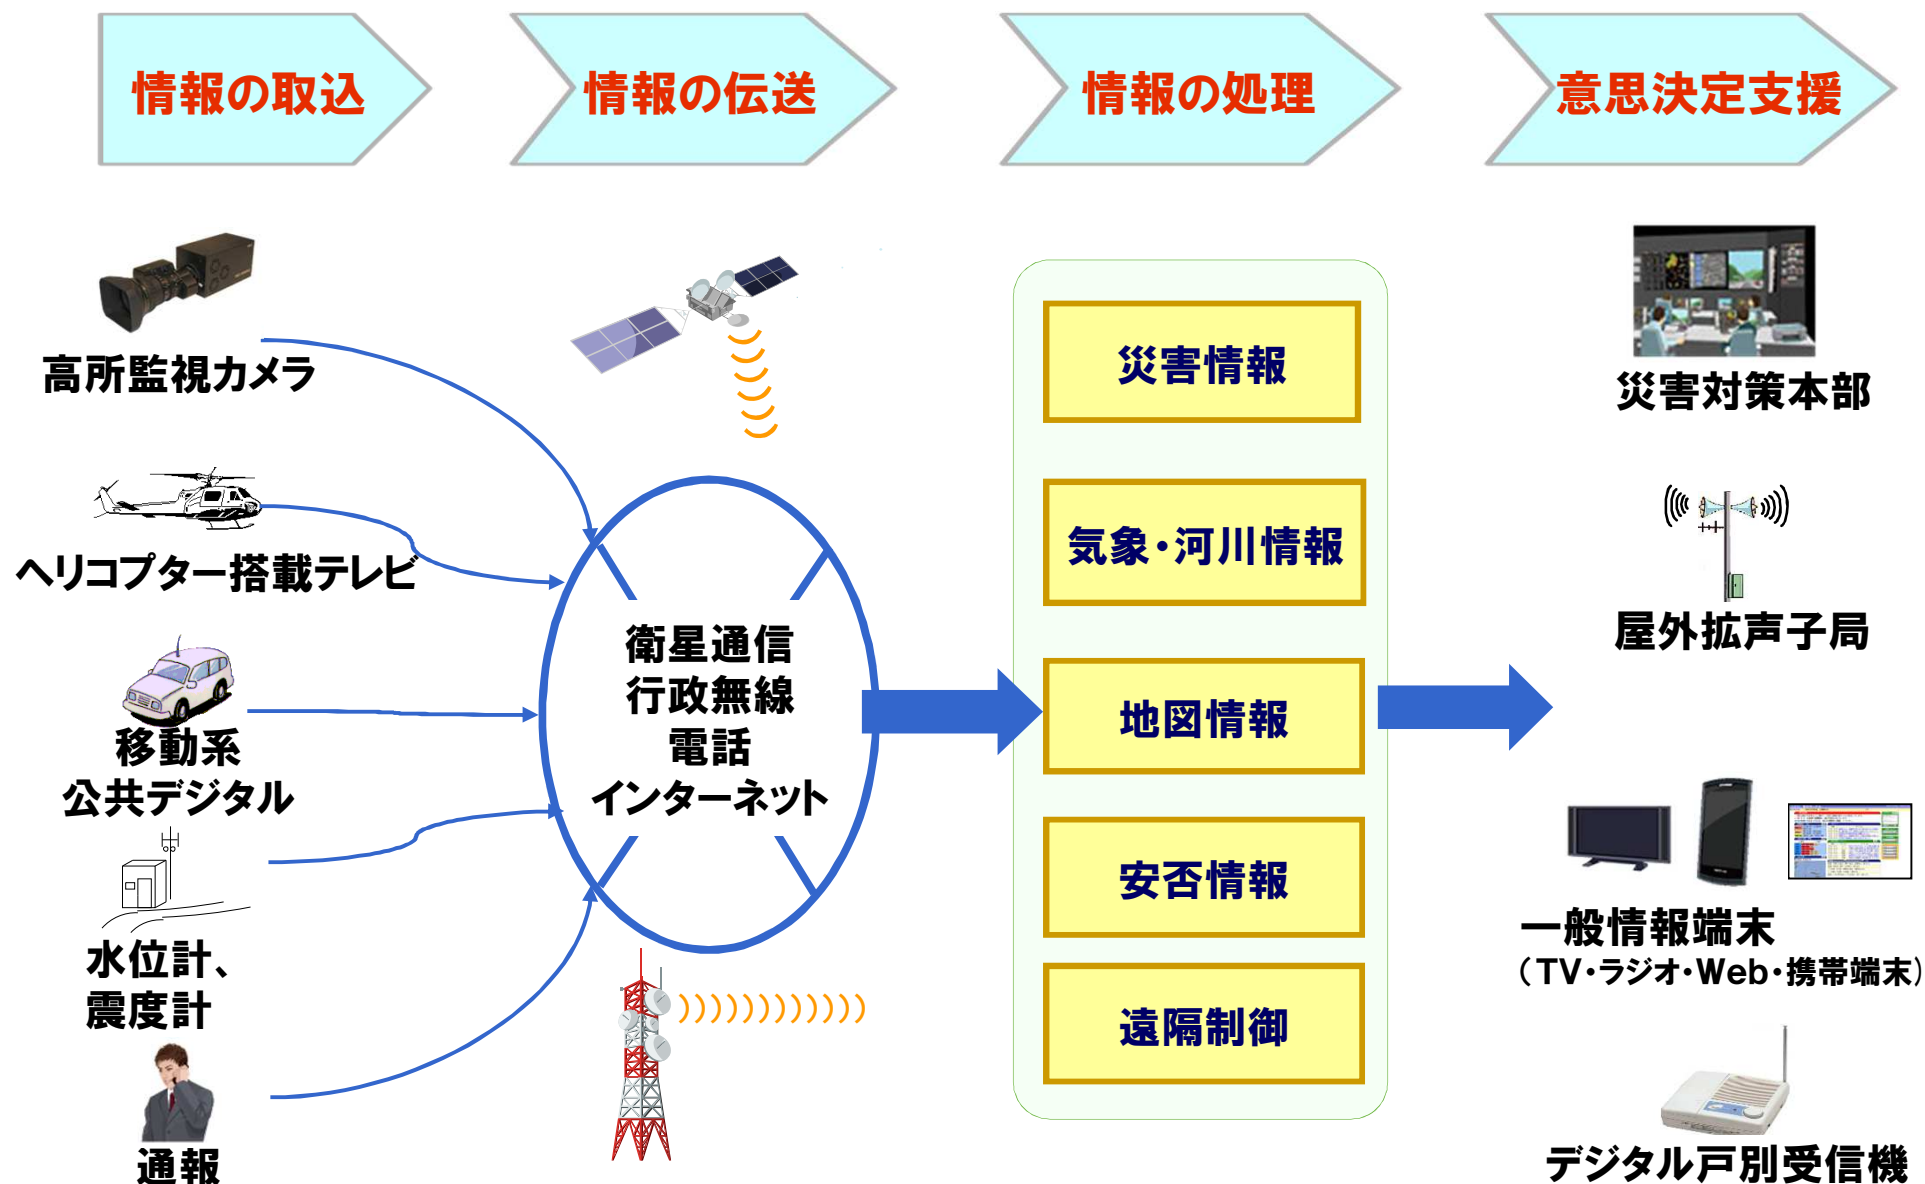 情報の取込
情報の伝送
情報の処理
意思決定支援
高所監視カメラ
ヘリコプター搭載テレビ
移動系
公共デジタル
水位計、
震度計
通報
衛星通信
行政無線
電話
インターネット
災害情報
気象・河川情報
地図情報
安否情報
遠隔制御
災害対策本部
屋外拡声子局
一般情報端末
(TV・ラジオ・Web・携帯端末)
デジタル戸別受信機